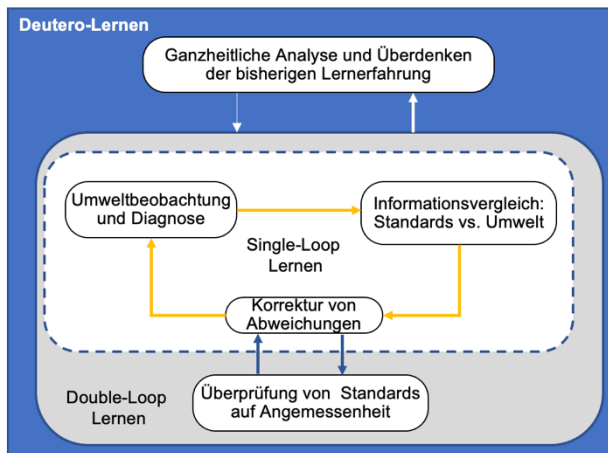 Deutero-Lernen
Ganzheitliche Analyse und Überdenken
der bisherigen Lernerfahrung
Umweltbeobachtung
und Diagnose
Informationsvergleich:
Standards vs. Umwelt
Single-Loop
Lernen
Korrektur von
Abweichungen
Double-Loop
Lernen
Überprüfung von Standards
auf Angemessenheit